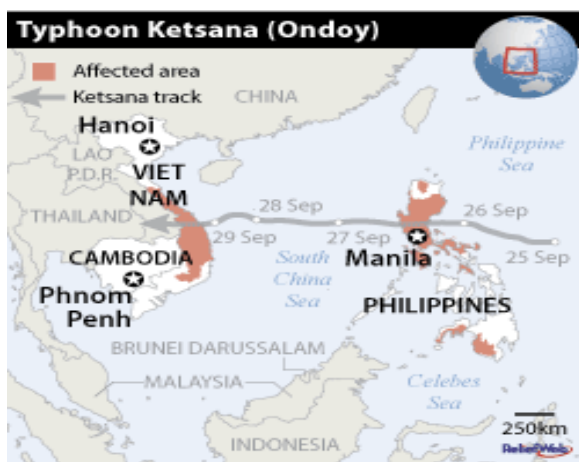 Typhoon Ketsana (Ondoy)
Affected area
Ketsana track
CHINA
Hanoi
LAO
P.D.R.
VIET
NAM
Philippine
Sea
THAILAND
28 Sep
26 Sep
29 Sep
27 Sep
25 Sep
CAMBODIA
South
China
Sea
Manila
Phnom
Penh
PHILIPPINES
BRUNEI DARUSSALAM
MALAYSIA
Celebes
Sea
INDONESIA
250km
ReliefWeb